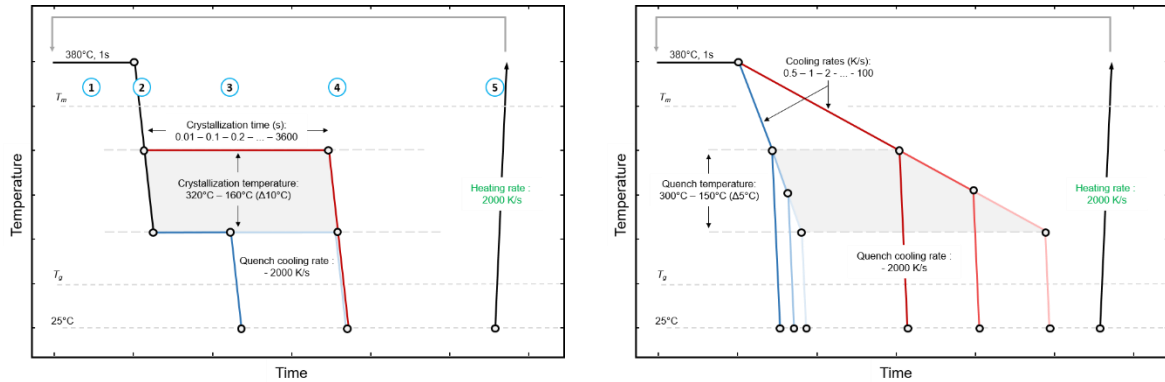 380°C, 1s
1
2
3
4
5
Tm
Crystallization time (s):
0.01 – 0.1 – 0.2 – ... – 3600
Crystallization temperature:
320°C – 160°C (Δ10°C)
Heating rate :
2000 K/s
Quench cooling rate :
- 2000 K/s
Tg
25°C
Temperature
Time
380°C, 1s
Cooling rates (K/s):
0.5 – 1 – 2 - ... - 100
Tm
Quench temperature:
300°C – 150°C (Δ5°C)
Heating rate :
2000 K/s
Quench cooling rate :
- 2000 K/s
Tg
25°C
Temperature
Time